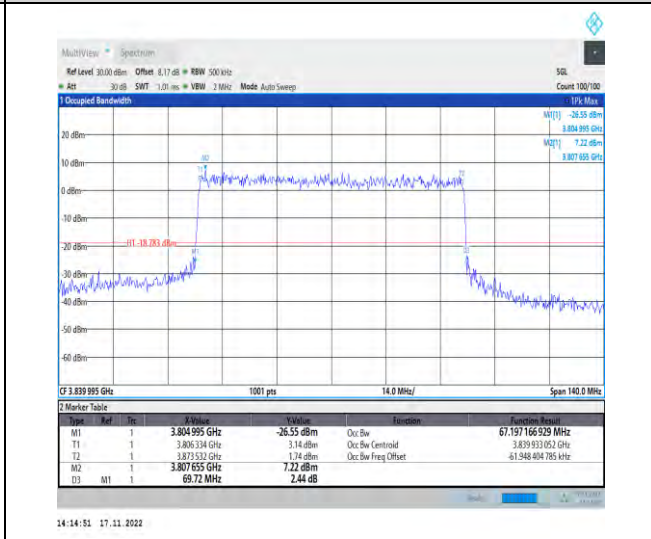 MultiView Spectrum
Ref Level 30.00 dBm Offset 8.17 dB RBW 500 kHz SGL
Att 30 dB SWT 1.01 ms VBW 2 MHz Mode Auto Sweep Count 100/100
1 Occupied Bandwidth 1Pk Max
M1[1] -26.55 dBm
3.804 995 GHz
M2[1] 7.22 dBm
3.807 655 GHz
20 dBm
M2
10 dBm
T1 T2
0 dBm
-10 dBm
H1 -18.783 dBm
-20 dBm
M1 D3
-30 dBm
-40 dBm
-50 dBm
-60 dBm
CF 3.839 995 GHz 1001 pts 14.0 MHz/ Span 140.0 MHz
2 Marker Table
Type Ref Trc X-Value Y-Value Function Function Result
M1 1 3.804 995 GHz -26.55 dBm Occ Bw 67.197 166 929 MHz
T1 1 3.806 334 GHz 3.14 dBm Occ Bw Centroid 3.839 933 052 GHz
T2 1 3.873 532 GHz 1.74 dBm Occ Bw Freq Offset -61.948 404 785 kHz
M2 1 3.807 655 GHz 7.22 dBm
D3 M1 1 69.72 MHz 2.44 dB
14:14:51 17.11.2022